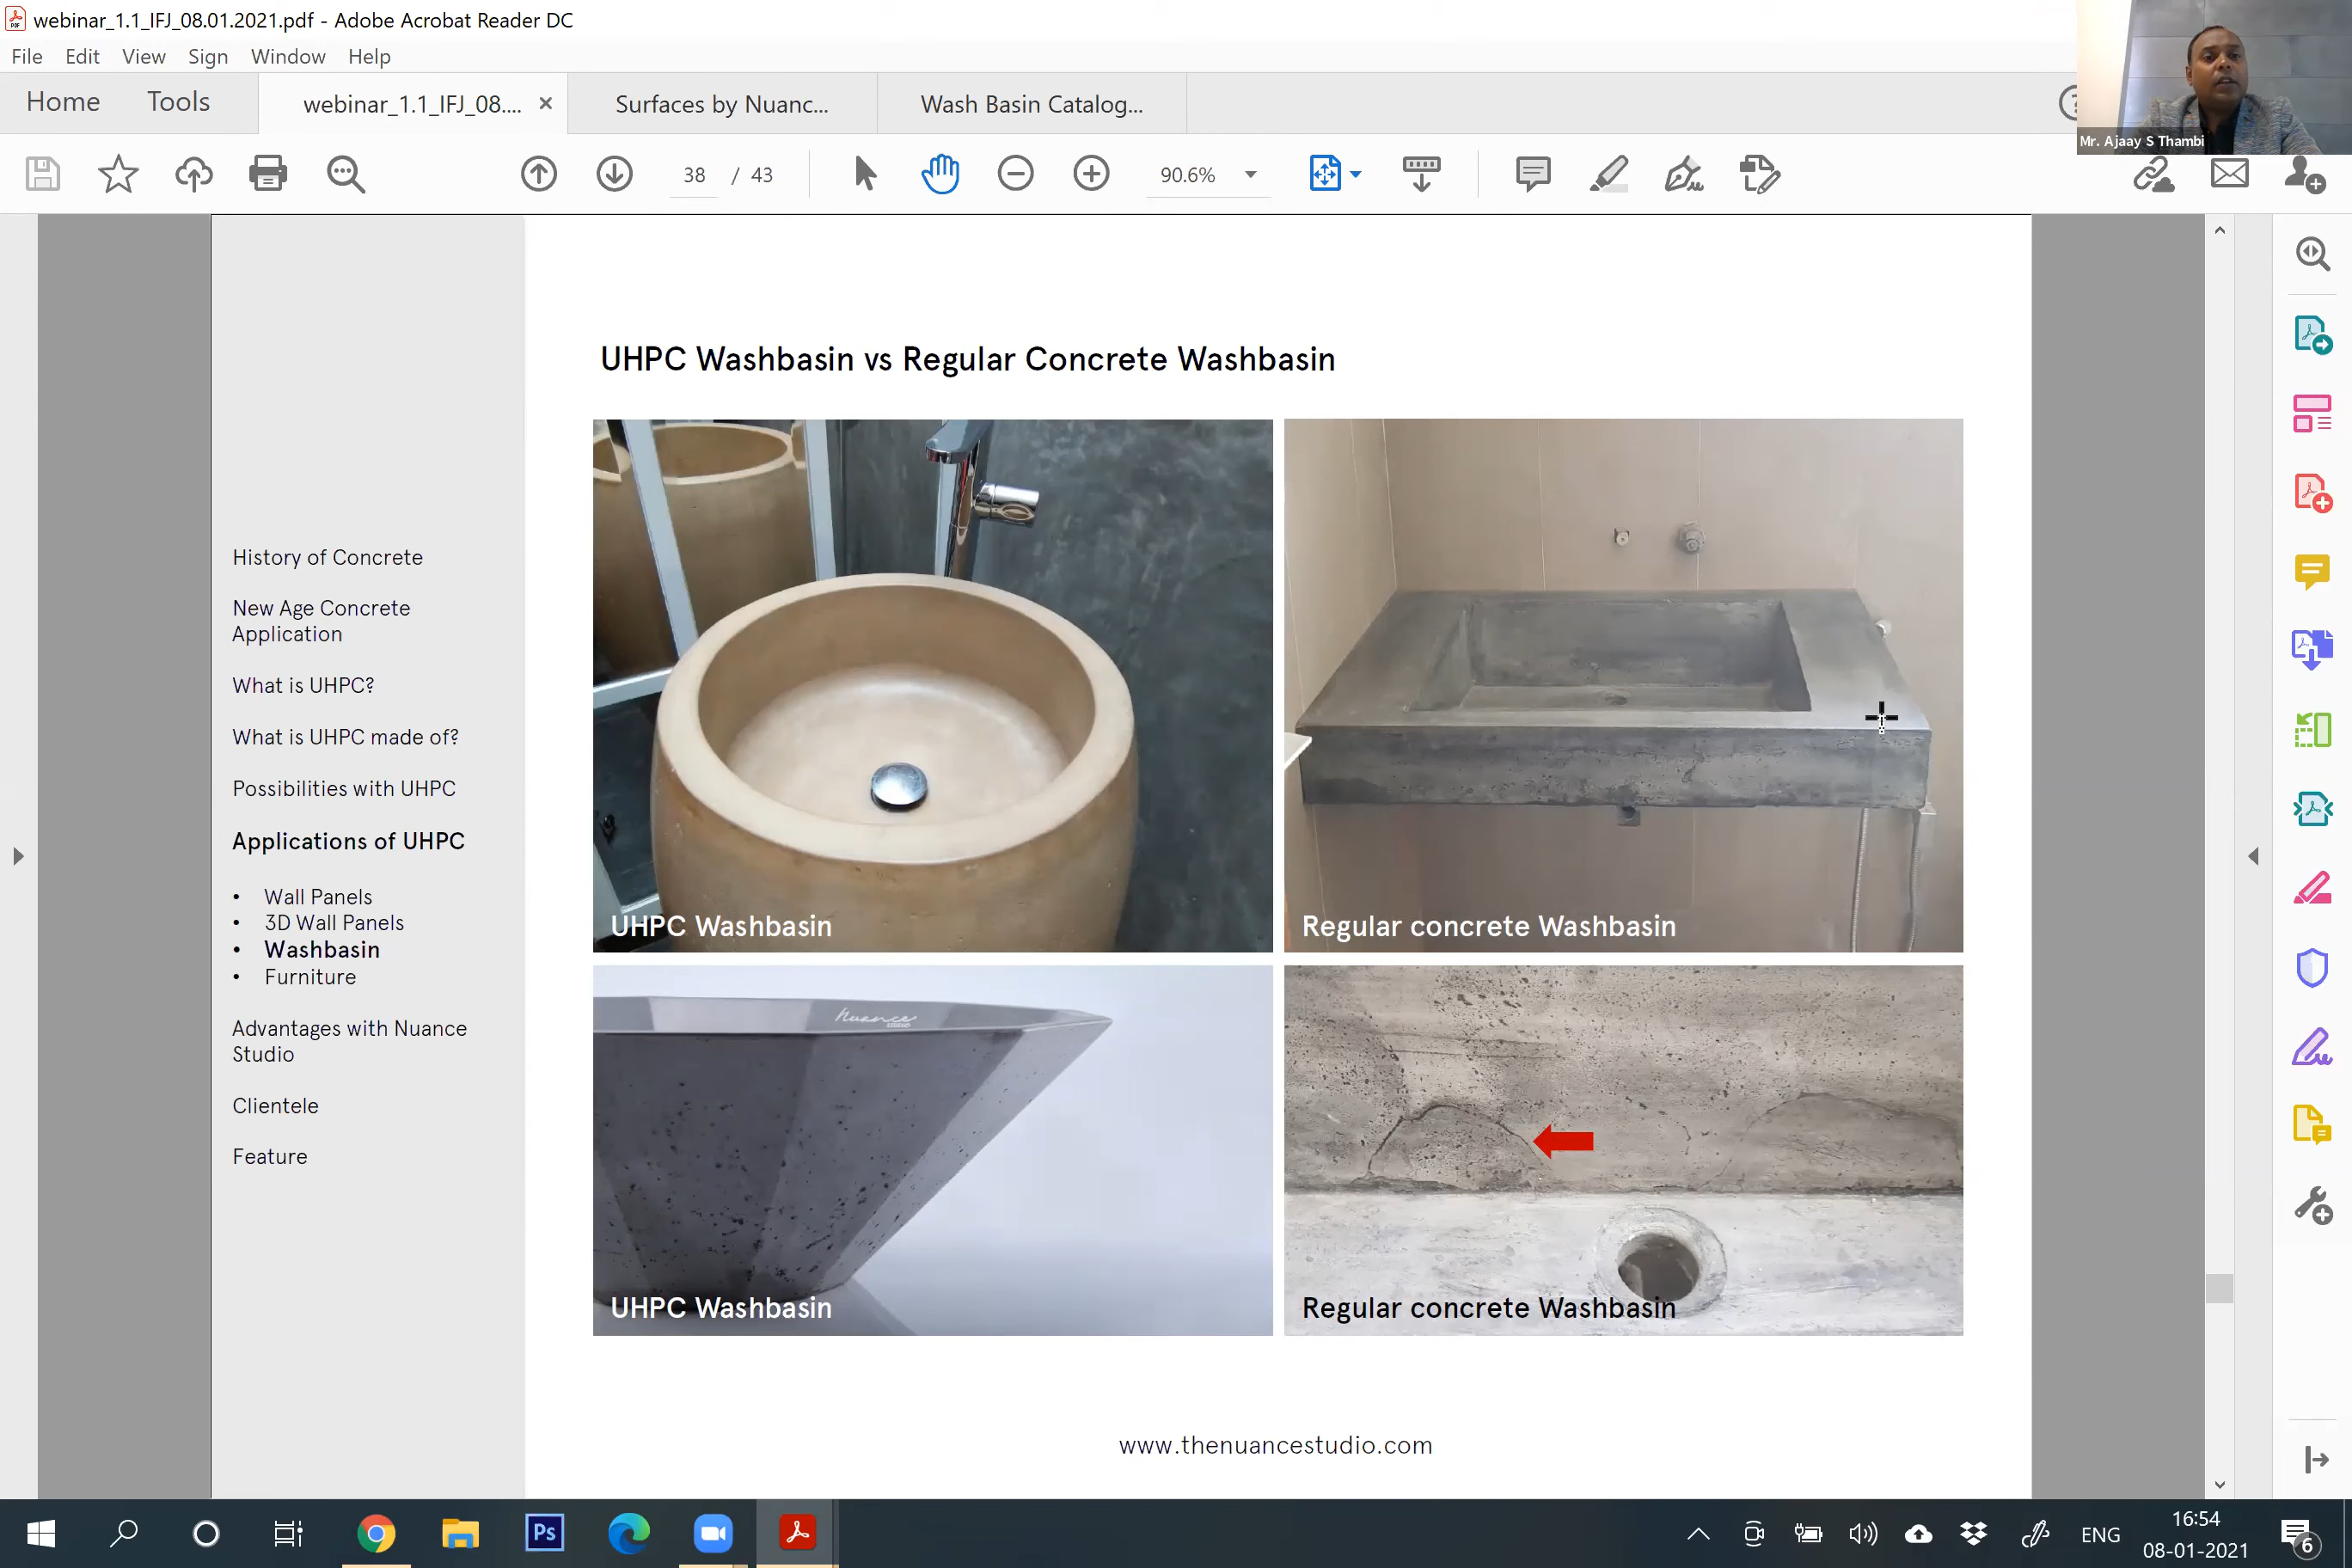 webinar_1.1_IFJ_08.01.2021.pdf - Adobe Acrobat Reader DC
File Edit View Sign Window Help
Home Tools webinar_1.1_IFJ_08.... Surfaces by Nuanc... Wash Basin Catalog...
Mr. Ajaay S Thambi
38 / 43 90.6%
History of Concrete
New Age Concrete
Application
What is UHPC?
What is UHPC made of?
Possibilities with UHPC
Applications of UHPC
• Wall Panels
• 3D Wall Panels
• Washbasin
• Furniture
Advantages with Nuance
Studio
Clientele
Feature
UHPC Washbasin vs Regular Concrete Washbasin
UHPC Washbasin
Regular concrete Washbasin
Nuance
STUDIO
UHPC Washbasin
Regular concrete Washbasin
www.thenuancestudio.com
Ps
ENG
16:54
08-01-2021
6